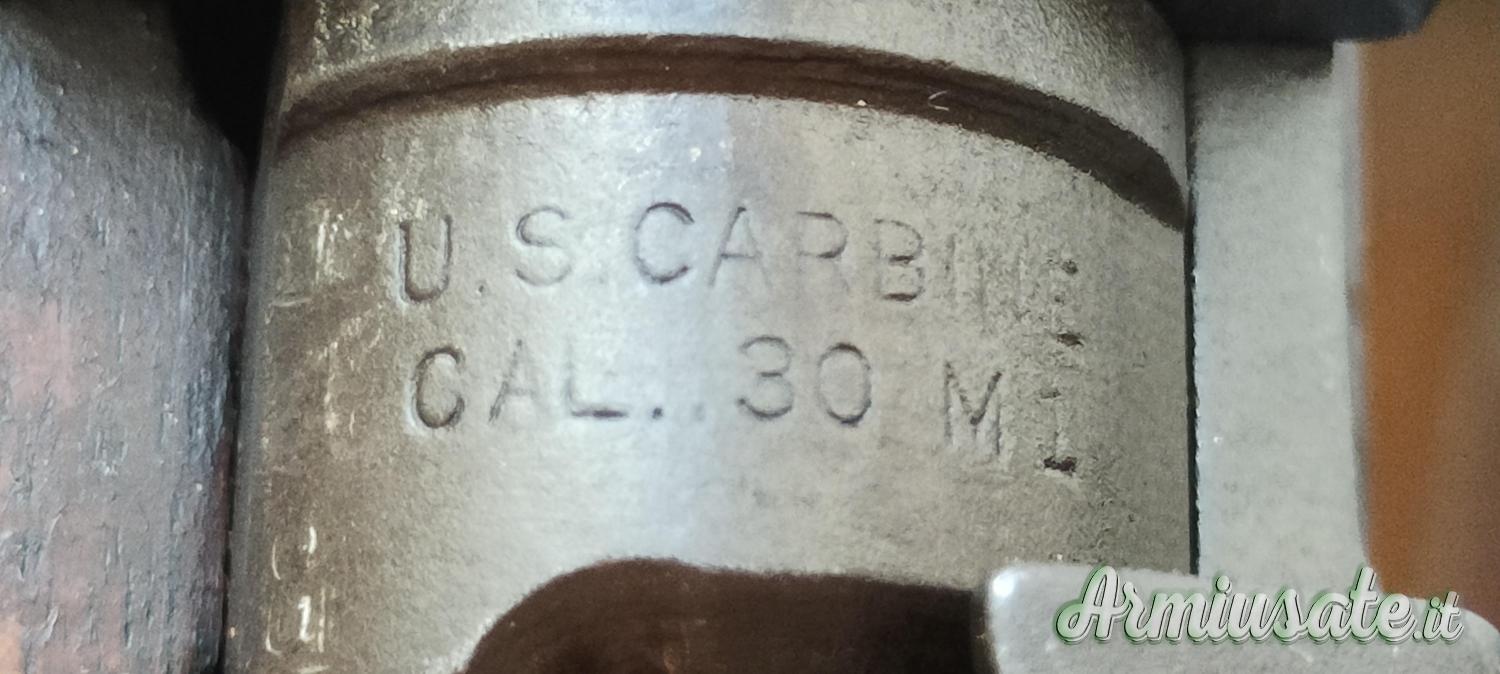 U.S.CARBINE
CAL..30 M1
Armiusate.it